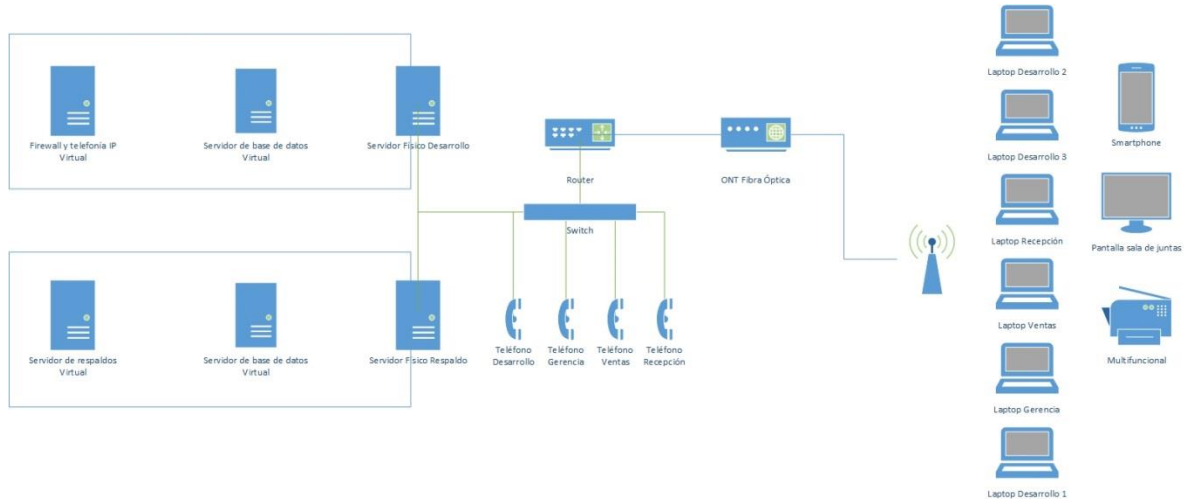 Firewall y telefonía IP
Virtual
Servidor de base de datos
Virtual
Servidor Físico Desarrollo
Servidor de respaldos
Virtual
Servidor de base de datos
Virtual
Servidor Físico Respaldo
Router
ONT Fibra Óptica
Switch
Teléfono
Desarrollo
Teléfono
Gerencia
Teléfono
Ventas
Teléfono
Recepción
Laptop Desarrollo 2
Laptop Desarrollo 3
Laptop Recepción
Laptop Ventas
Laptop Gerencia
Laptop Desarrollo 1
Smartphone
Pantalla sala de juntas
Multifuncional